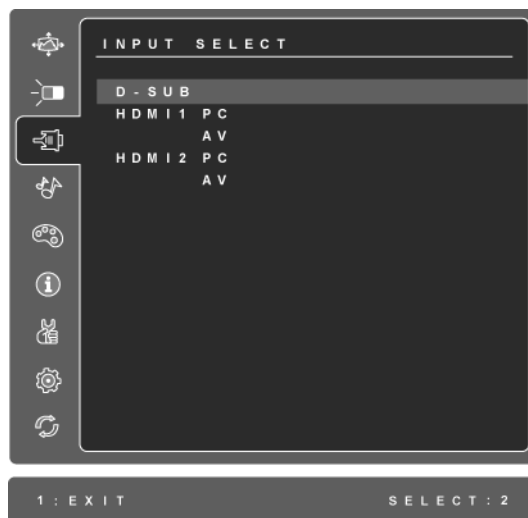 INPUT SELECT
D-SUB
HDMI1 PC
AV
HDMI2 PC
AV
1:EXIT SELECT:2